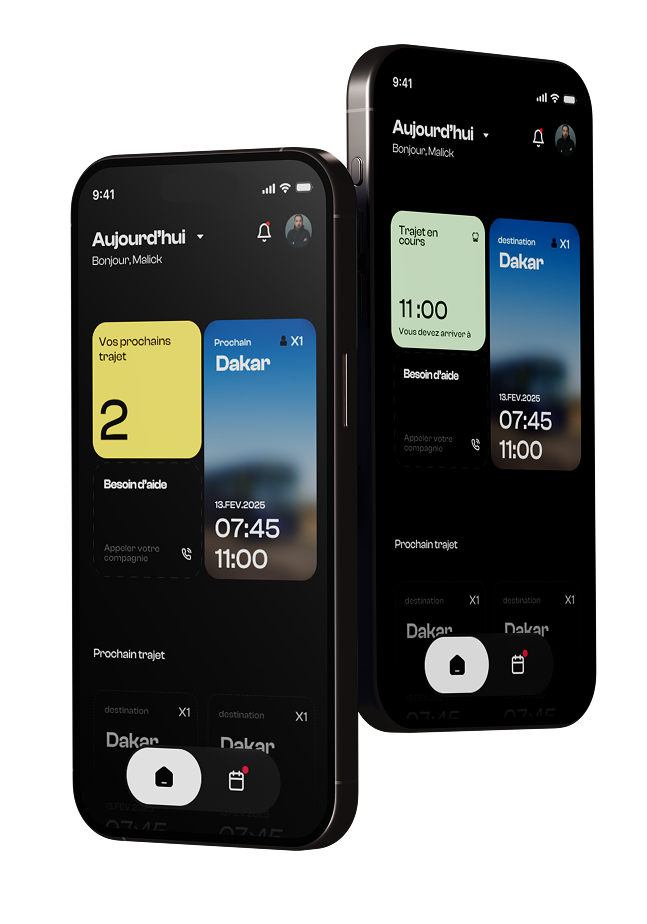 9:41
Aujourd'hui
Bonjour, Malick
Vos prochains
trajet
2
Besoin d'aide
Appeler votre
compagnie
Prochain X1
Dakar
13.FEV.2025
07:45
11:00
Prochain trajet
destination X1
Dakar
07:45
destination X1
Dakar
07:45
9:41
Aujourd'hui
Bonjour, Malick
Trajet en
cours
11:00
Vous devez arriver à
Besoin d'aide
Appeler votre
compagnie
destination X1
Dakar
13.FEV.2025
07:45
11:00
Prochain trajet
destination X1
Dakar
07:45
destination X1
Dakar
07:45